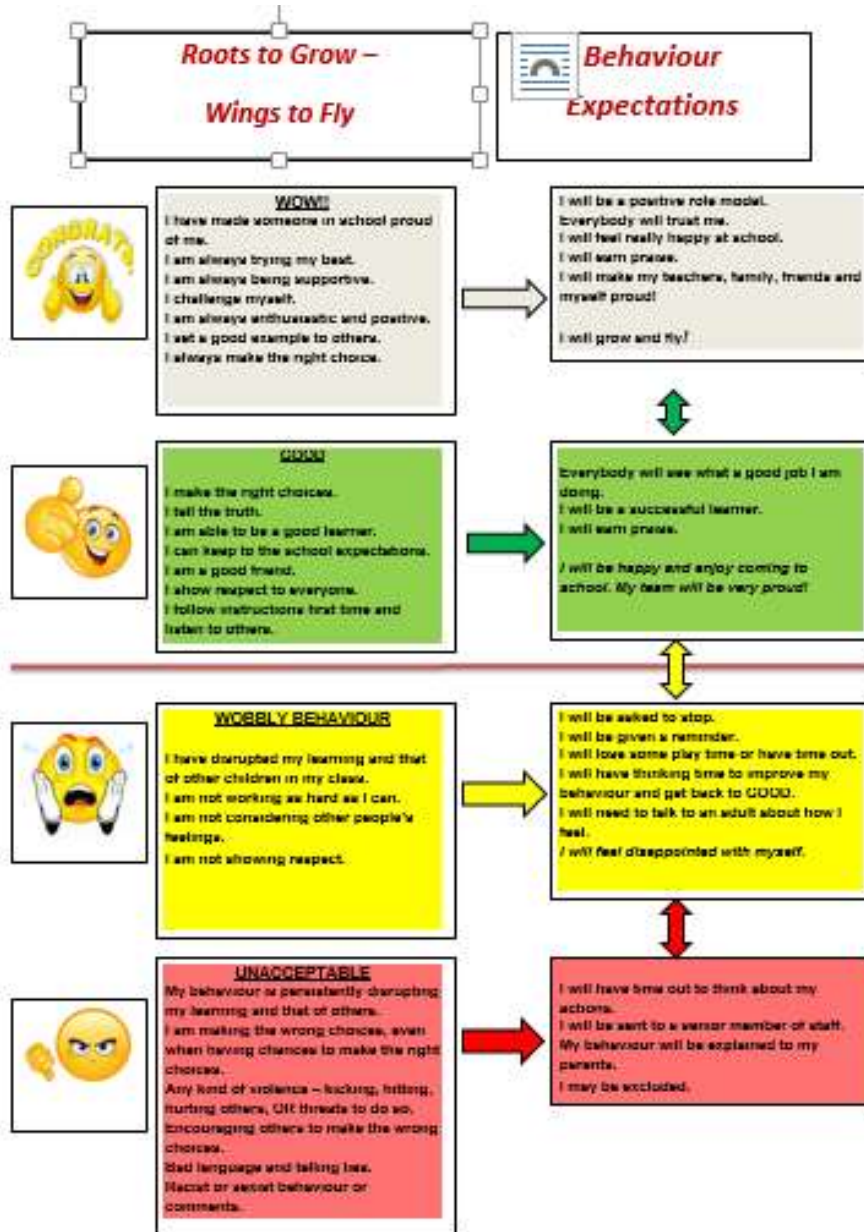 Roots to Grow –
Wings to Fly
Behaviour
Expectations
CONGRATS!
WOW!!
I have made someone in school proud
of me.
I am always trying my best.
I am always being supportive.
I challenge myself.
I am always enthusiastic and positive.
I set a good example to others.
I always make the right choice.
I will be a positive role model.
Everybody will trust me.
I will feel really happy at school.
I will earn praise.
I will make my teachers, family, friends and
myself proud!
I will grow and fly!
GOOD
I make the right choices.
I tell the truth.
I am able to be a good learner.
I can keep to the school expectations.
I am a good friend.
I show respect to everyone.
I follow instructions first time and
listen to others.
Everybody will see what a good job I am
doing.
I will be a successful learner.
I will earn praise.
I will be happy and enjoy coming to
school. My team will be very proud!
WOBBLY BEHAVIOUR
I have disrupted my learning and that
of other children in my class.
I am not working as hard as I can.
I am not considering other people's
feelings.
I am not showing respect.
I will be asked to stop.
I will be given a reminder.
I will lose some play time or have time out.
I will have thinking time to improve my
behaviour and get back to GOOD.
I will need to talk to an adult about how I
feel.
I will feel disappointed with myself.
UNACCEPTABLE
My behaviour is persistently disrupting
my learning and that of others.
I am making the wrong choices, even
when having chances to make the right
choices.
Any kind of violence – kicking, hitting,
hurting others, OR threats to do so.
Encouraging others to make the wrong
choices.
Bad language and telling lies.
Racist or sexist behaviour or
comments.
I will have time out to think about my
actions.
I will be sent to a senior member of staff.
My behaviour will be explained to my
parents.
I may be excluded.